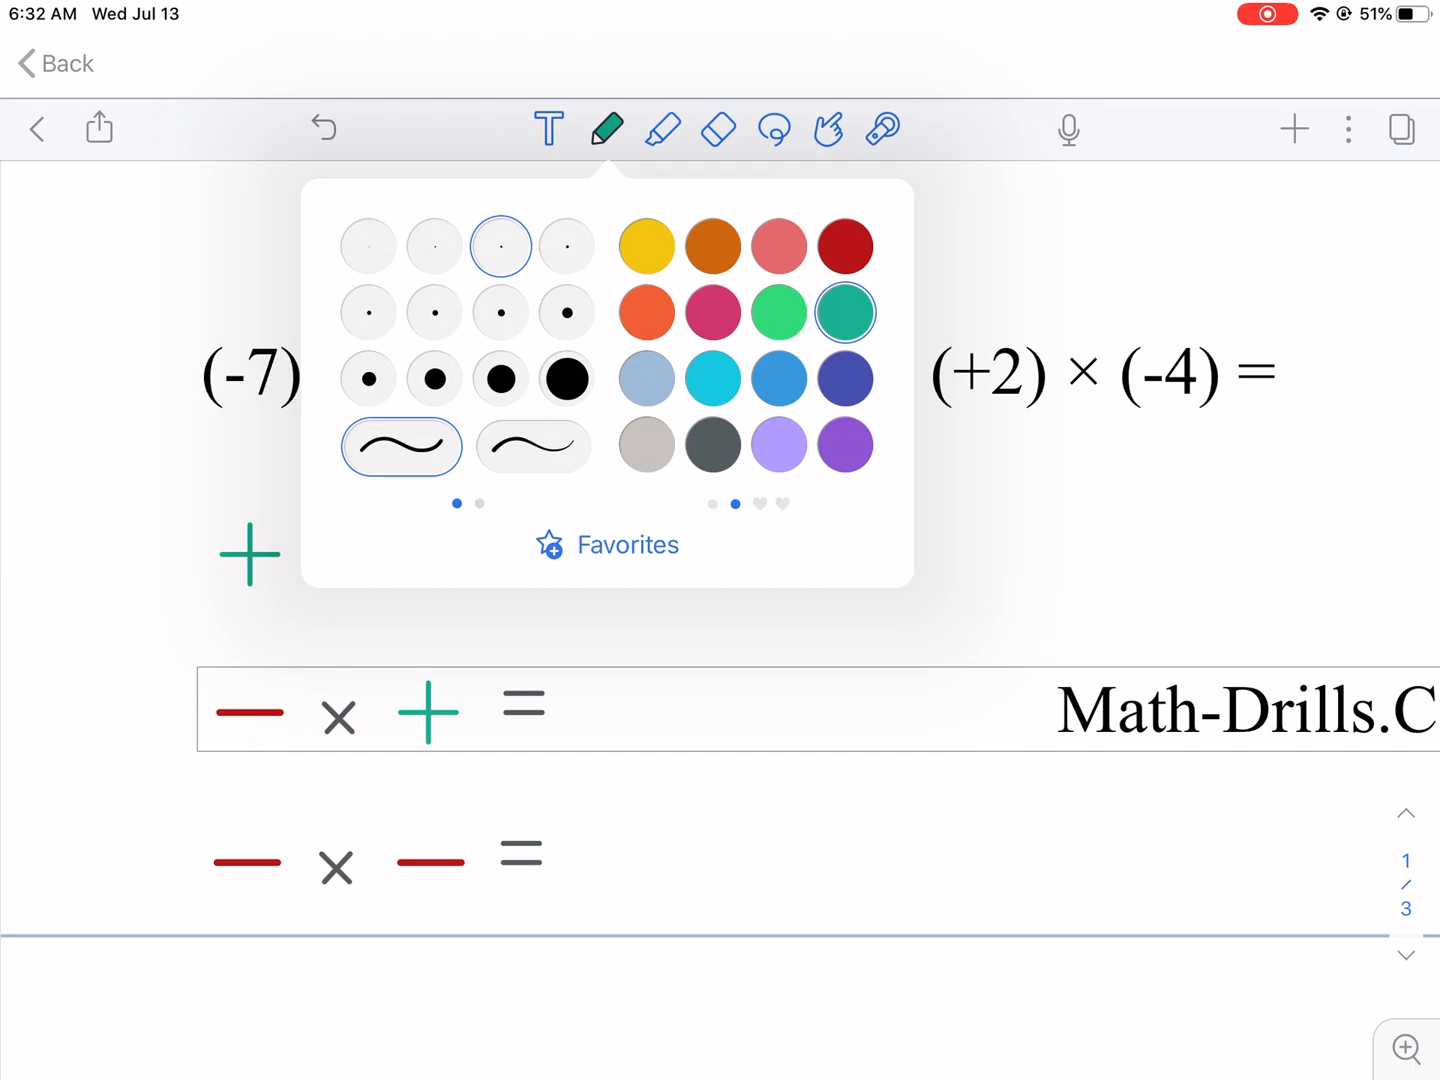 6:32 AM Wed Jul 13
51%
Back
T
(-7)
(+2) × (-4) =
+
Favorites
− × + =
Math-Drills.C
− × − =
1
/
3